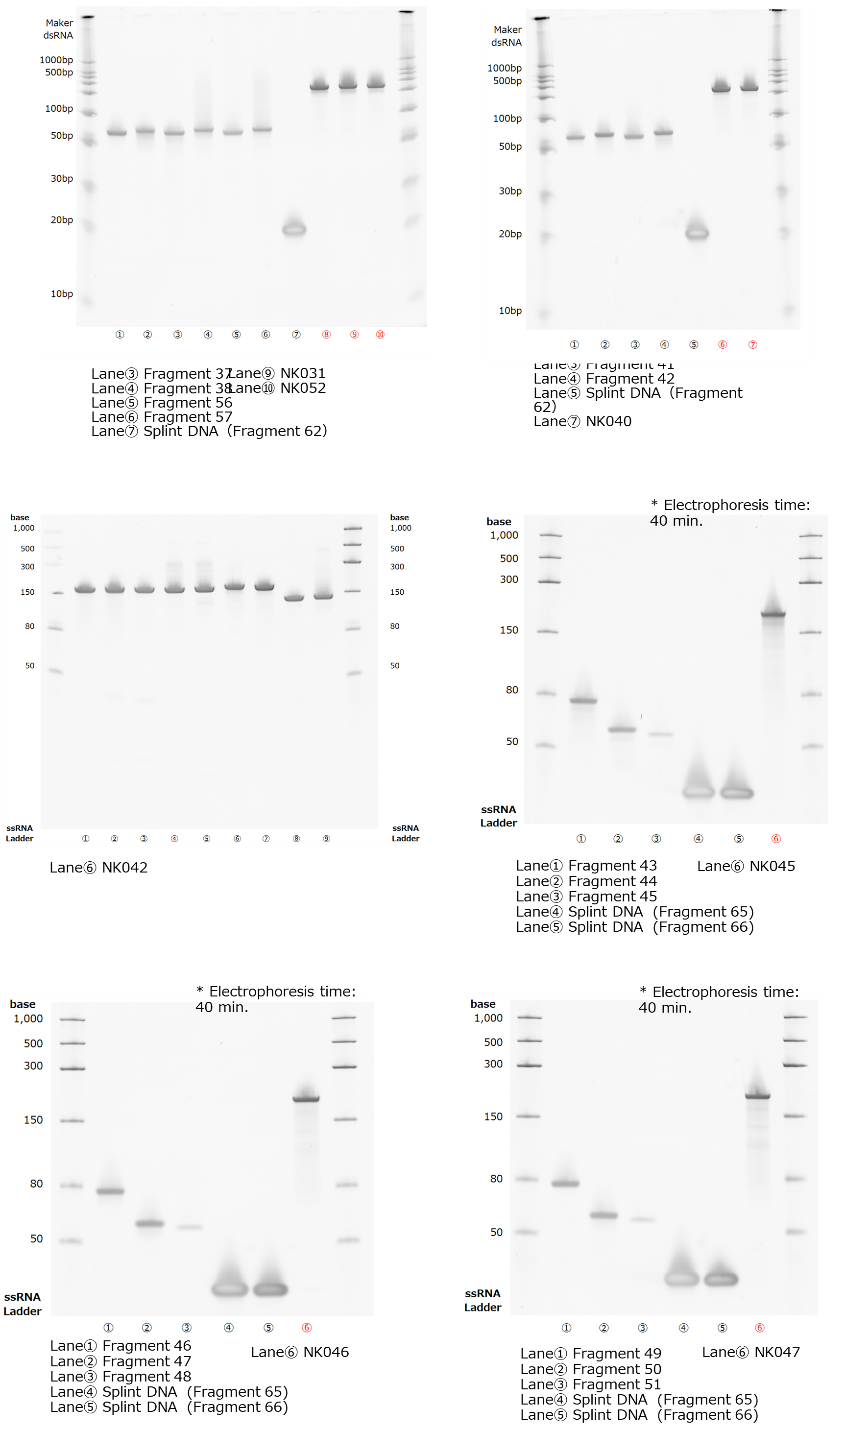 Maker
dsRNA
1000bp
500bp
100bp
50bp
30bp
20bp
10bp
① ② ③ ④ ⑤ ⑥ ⑦ ⑧ ⑨ ⑩
Lane③ Fragment 37 Lane⑨ NK031
Lane④ Fragment 38 Lane⑩ NK052
Lane⑤ Fragment 56
Lane⑥ Fragment 57
Lane⑦ Splint DNA (Fragment 62)
Maker
dsRNA
1000bp
500bp
100bp
50bp
30bp
20bp
10bp
① ② ③ ④ ⑤ ⑥ ⑦
Lane③ Fragment 41
Lane④ Fragment 42
Lane⑤ Splint DNA (Fragment
62)
Lane⑦ NK040
base base
1,000 1,000
500 500
300 300
150 150
80 80
50 50
ssRNA ssRNA
Ladder ① ② ③ ④ ⑤ ⑥ ⑦ ⑧ ⑨ Ladder
Lane⑥ NK042
* Electrophoresis time:
40 min.
base
1,000
500
300
150
80
50
ssRNA
Ladder
① ② ③ ④ ⑤ ⑥
Lane① Fragment 43 Lane⑥ NK045
Lane② Fragment 44
Lane③ Fragment 45
Lane④ Splint DNA (Fragment 65)
Lane⑤ Splint DNA (Fragment 66)
* Electrophoresis time:
40 min.
base
1,000
500
300
150
80
50
ssRNA
Ladder
① ② ③ ④ ⑤ ⑥
Lane① Fragment 46 Lane⑥ NK046
Lane② Fragment 47
Lane③ Fragment 48
Lane④ Splint DNA (Fragment 65)
Lane⑤ Splint DNA (Fragment 66)
* Electrophoresis time:
40 min.
base
1,000
500
300
150
80
50
ssRNA
Ladder
① ② ③ ④ ⑤ ⑥
Lane① Fragment 49 Lane⑥ NK047
Lane② Fragment 50
Lane③ Fragment 51
Lane④ Splint DNA (Fragment 65)
Lane⑤ Splint DNA (Fragment 66)